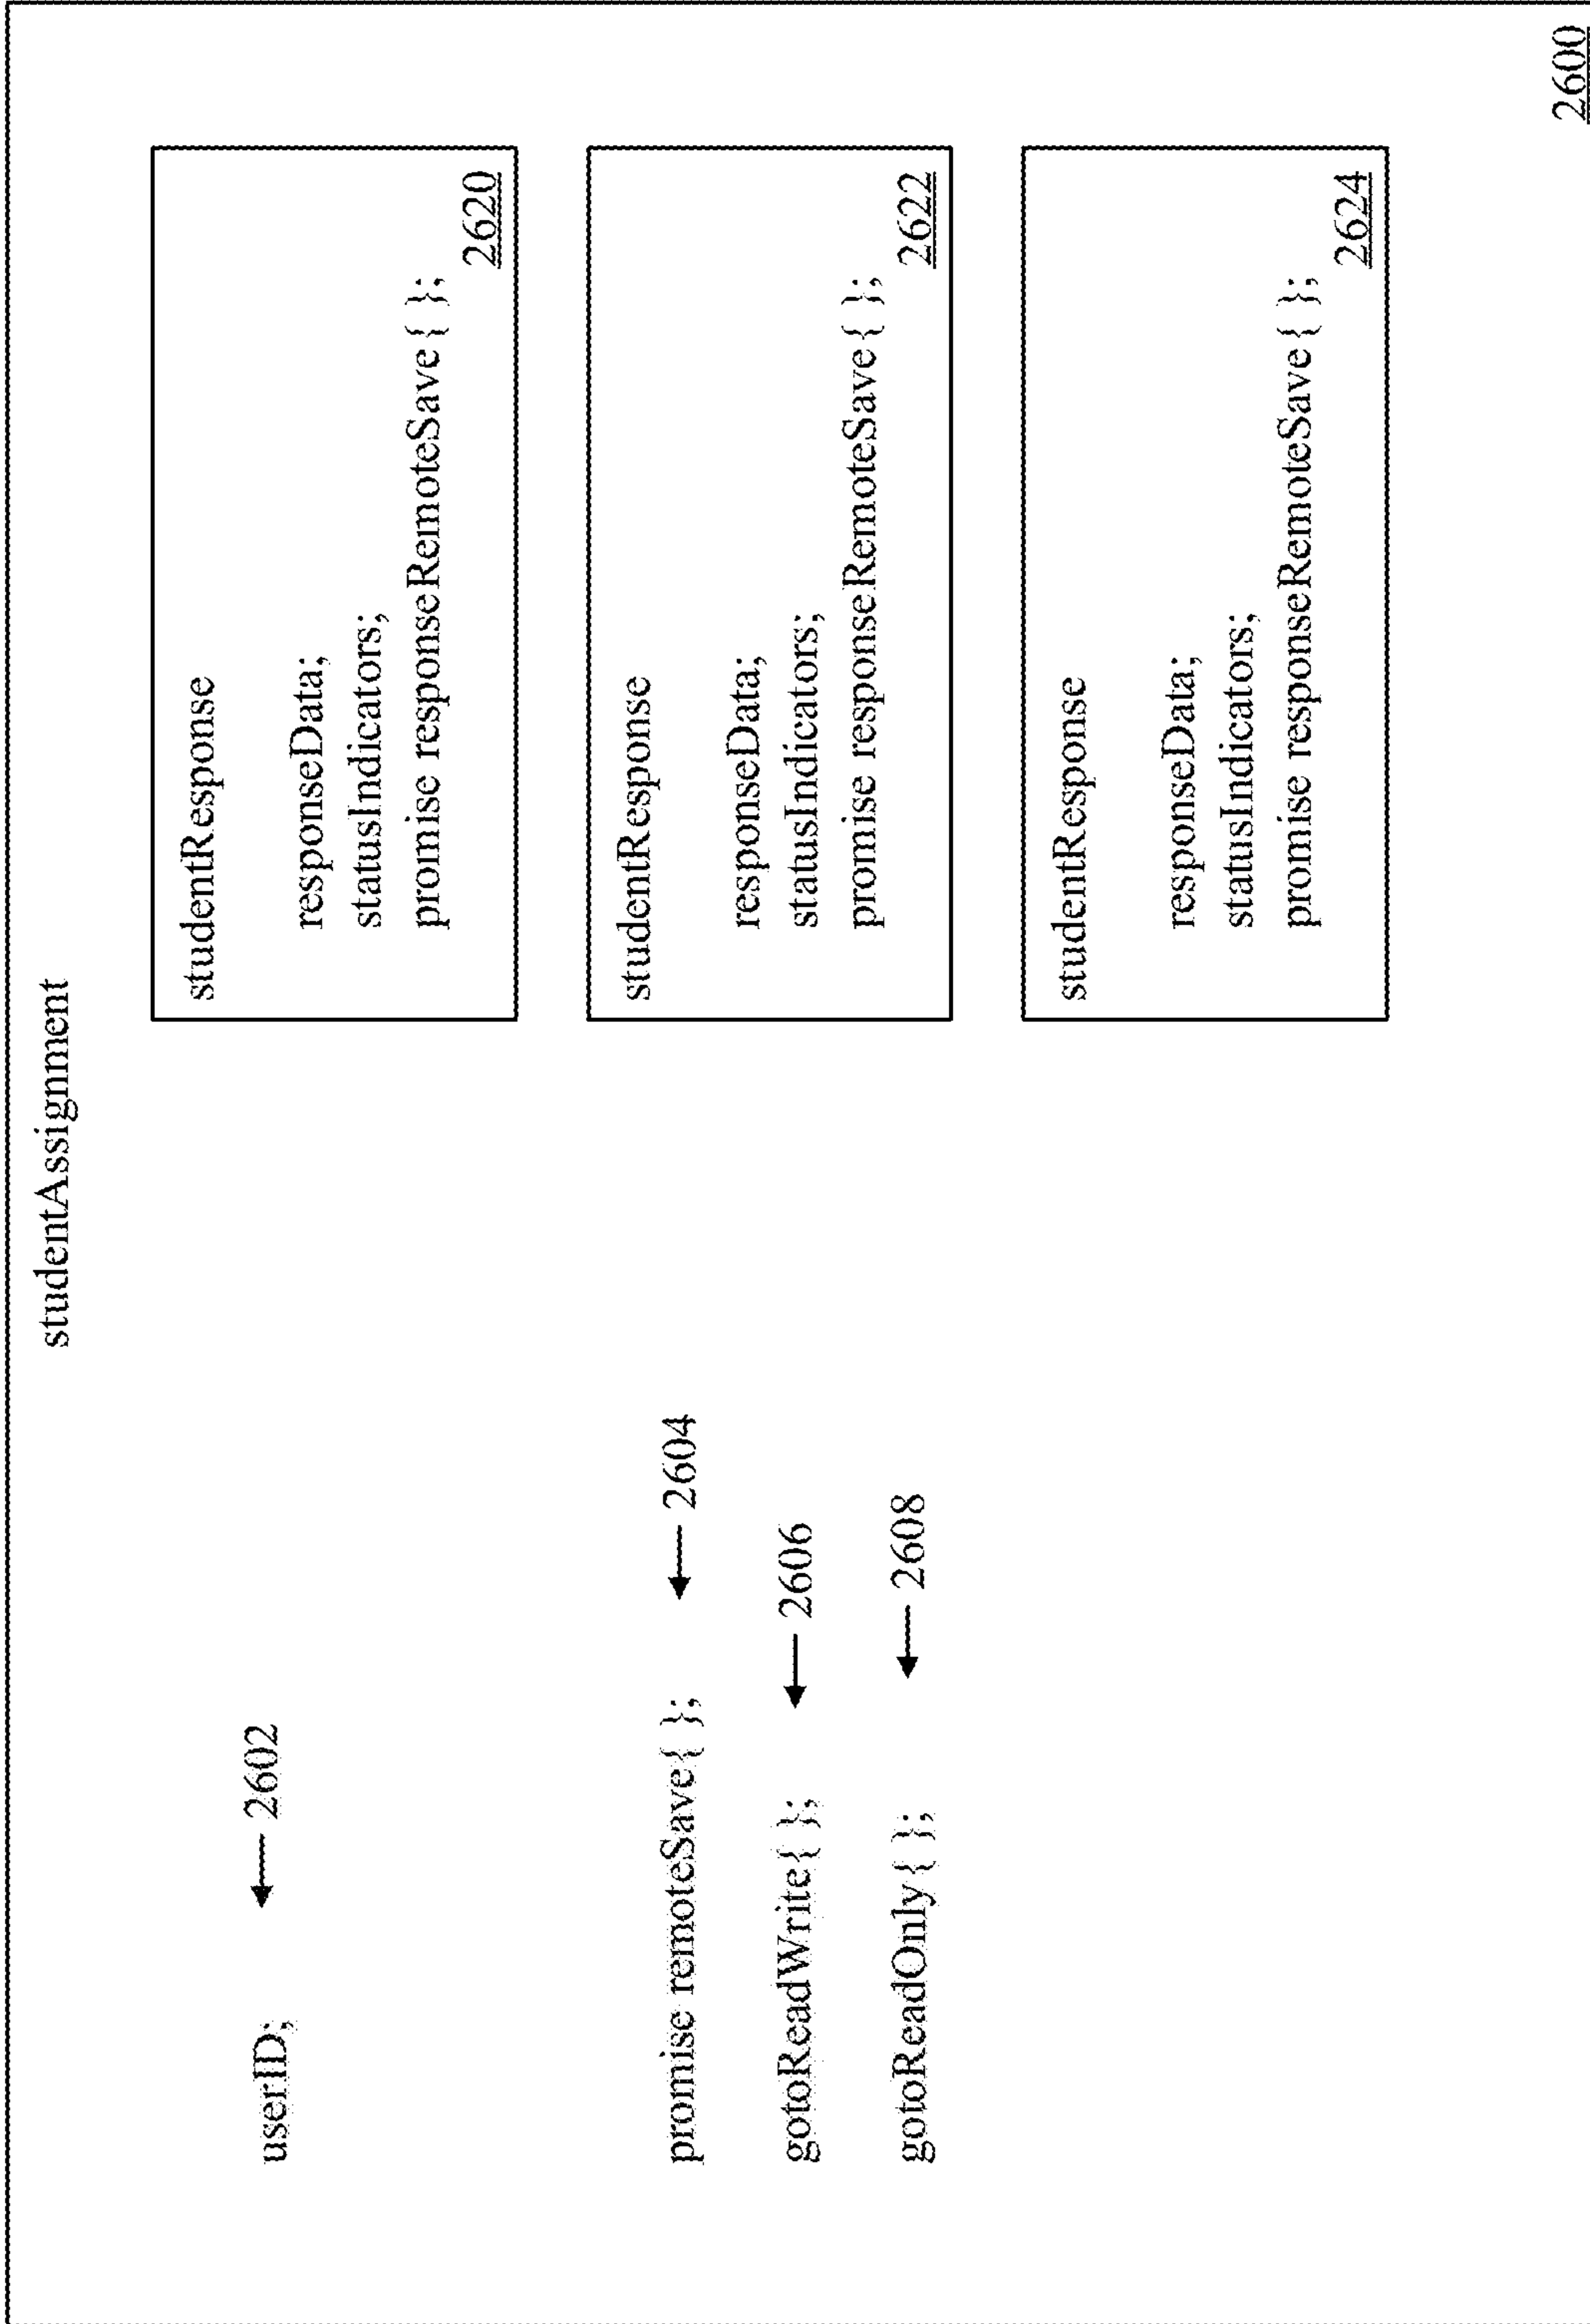 studentAssignment
userID; 2602
promise remoteSave{ }; 2604
gotoReadWrite{ }; 2606
gotoReadOnly{ }; 2608
studentResponse
responseData;
statusIndicators;
promise responseRemoteSave{ };
2620
studentResponse
responseData;
statusIndicators;
promise responseRemoteSave{ };
2622
studentResponse
responseData;
statusIndicators;
promise responseRemoteSave{ };
2624
2600